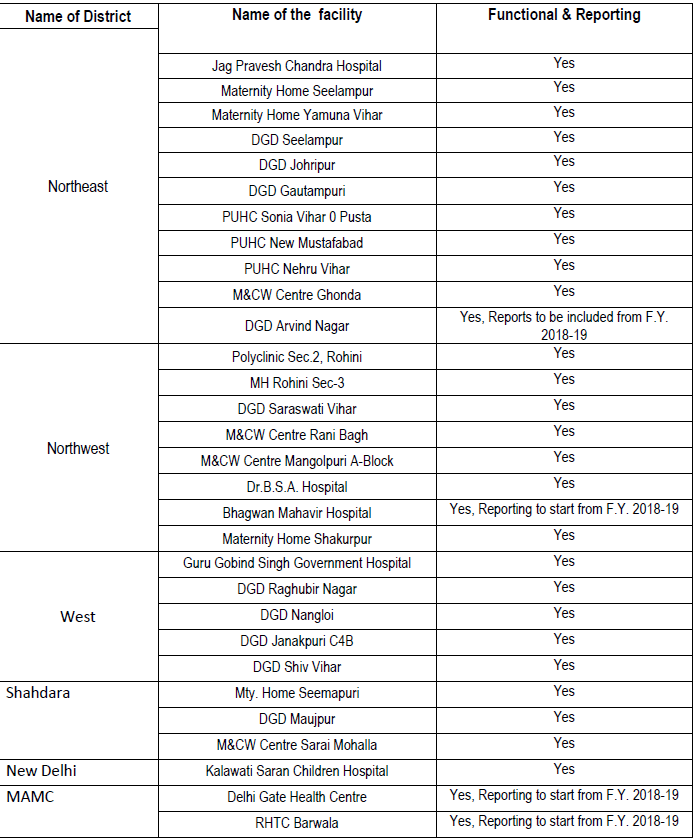 Name of District Name of the facility Functional & Reporting
Jag Pravesh Chandra Hospital Yes
Maternity Home Seelampur Yes
Maternity Home Yamuna Vihar Yes
DGD Seelampur Yes
DGD Johripur Yes
Northeast DGD Gautampuri Yes
PUHC Sonia Vihar 0 Pusta Yes
PUHC New Mustafabad Yes
PUHC Nehru Vihar Yes
M&CW Centre Ghonda Yes
DGD Arvind Nagar Yes, Reports to be included from F.Y.
2018-19
Polyclinic Sec.2, Rohini Yes
MH Rohini Sec-3 Yes
DGD Saraswati Vihar Yes
Northwest M&CW Centre Rani Bagh Yes
M&CW Centre Mangolpuri A-Block Yes
Dr.B.S.A. Hospital Yes
Bhagwan Mahavir Hospital Yes, Reporting to start from F.Y. 2018-19
Maternity Home Shakurpur Yes
Guru Gobind Singh Government Hospital Yes
DGD Raghubir Nagar Yes
West DGD Nangloi Yes
DGD Janakpuri C4B Yes
DGD Shiv Vihar Yes
Shahdara Mty. Home Seemapuri Yes
DGD Maujpur Yes
M&CW Centre Sarai Mohalla Yes
New Delhi Kalawati Saran Children Hospital Yes
MAMC Delhi Gate Health Centre Yes, Reporting to start from F.Y. 2018-19
RHTC Barwala Yes, Reporting to start from F.Y. 2018-19